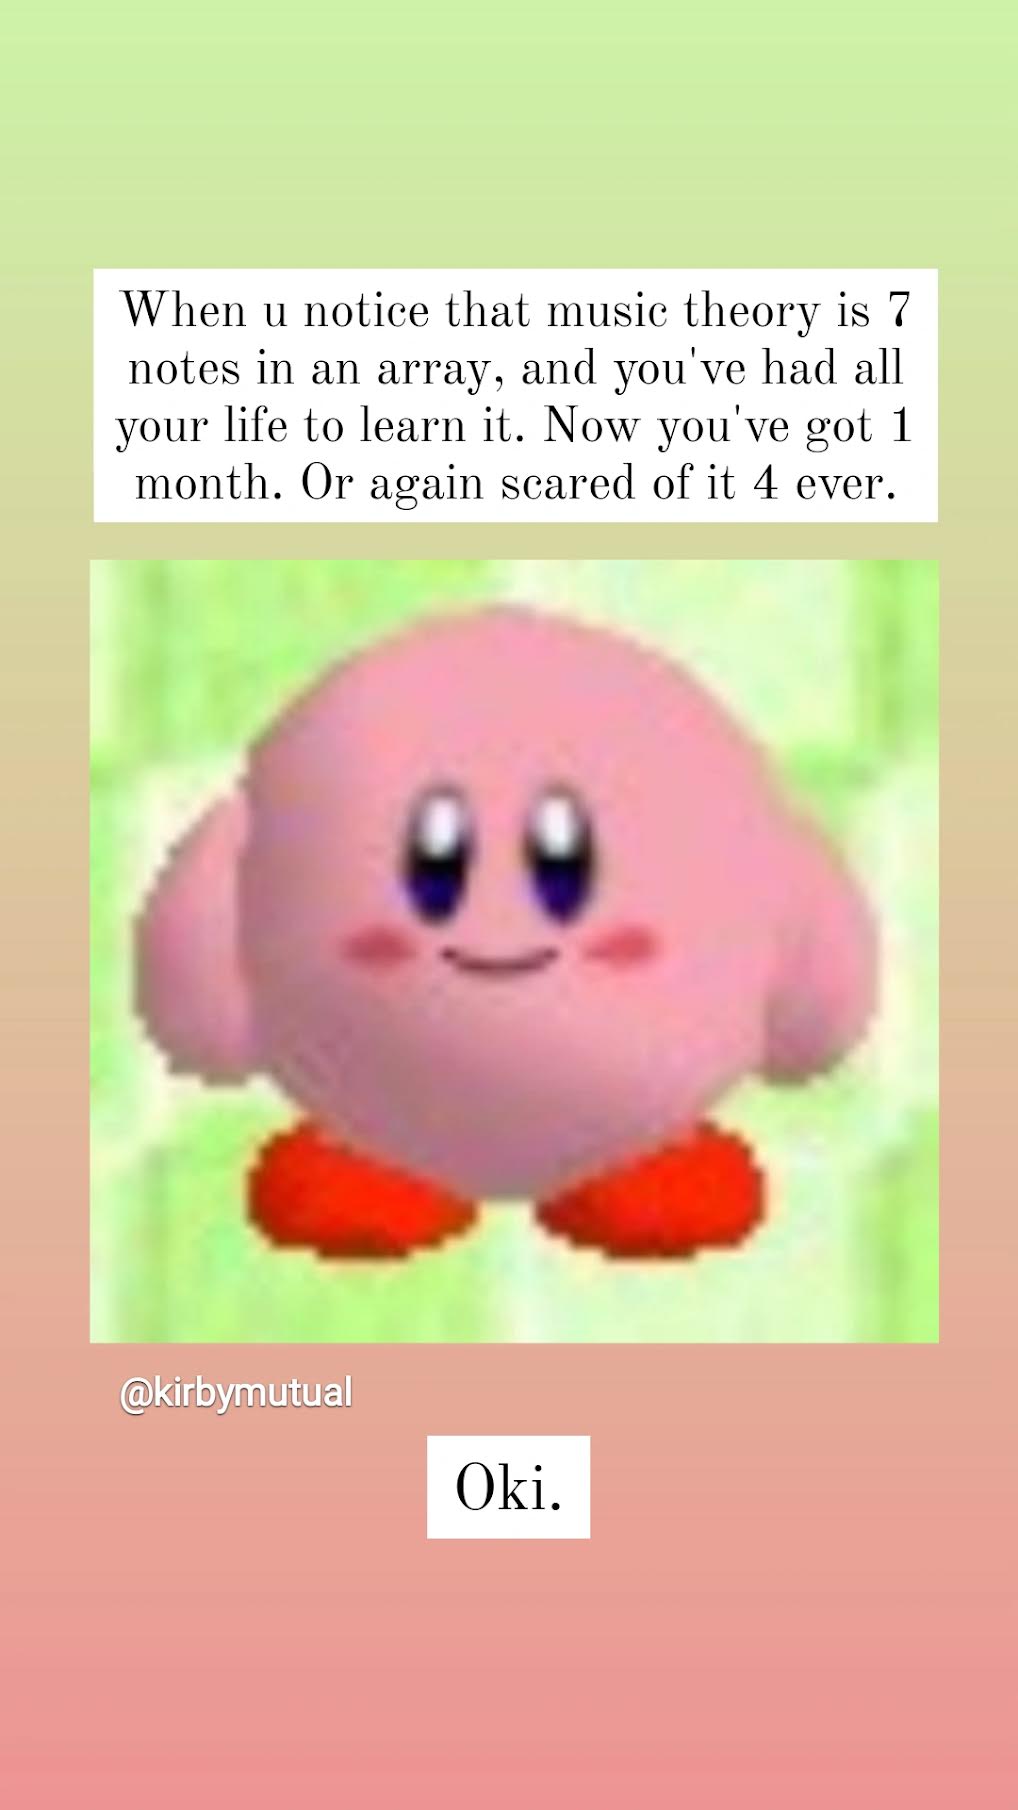 When u notice that music theory is 7
notes in an array, and you've had all
your life to learn it. Now you've got 1
month. Or again scared of it 4 ever.
@kirbymutual
Oki.